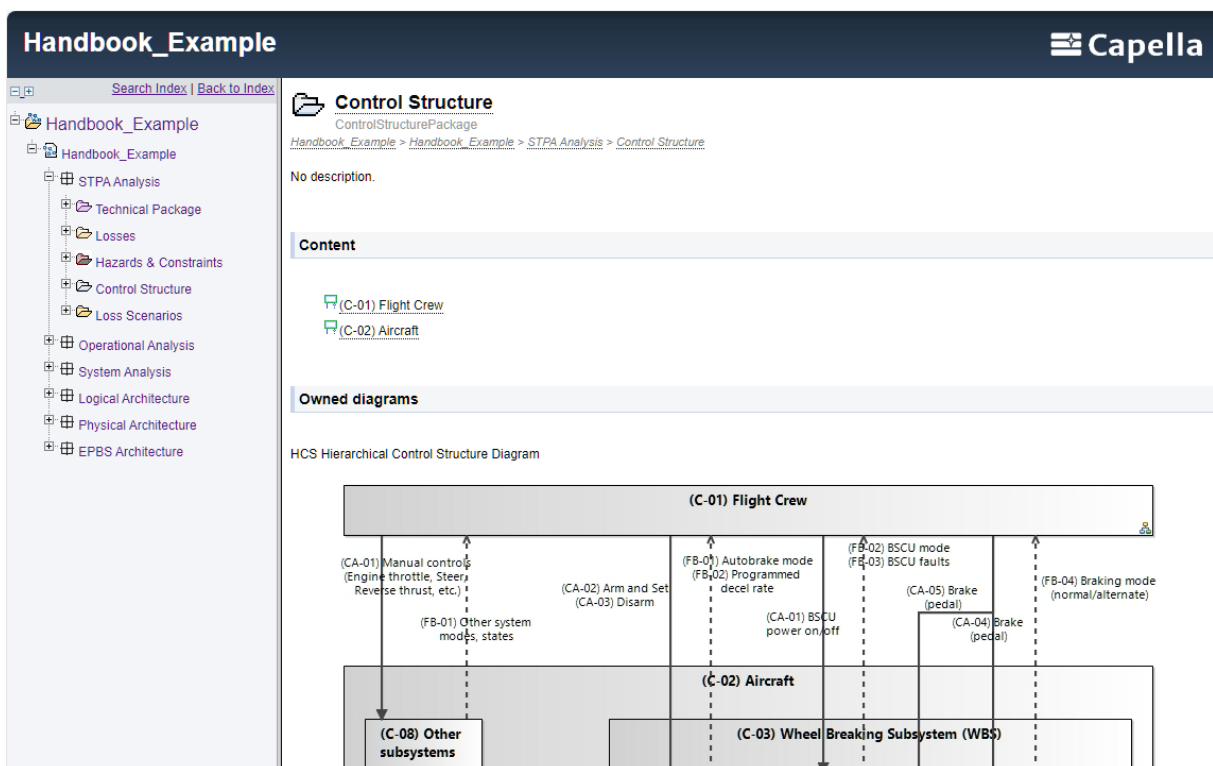 Handbook_Example
Capella
Search Index | Back to Index
Handbook_Example
Handbook_Example
STPA Analysis
Technical Package
Losses
Hazards & Constraints
Control Structure
Loss Scenarios
Operational Analysis
System Analysis
Logical Architecture
Physical Architecture
EPBS Architecture
Control Structure
ControlStructurePackage
Handbook_Example > Handbook_Example > STPA Analysis > Control Structure
No description.
Content
(C-01) Flight Crew
(C-02) Aircraft
Owned diagrams
HCS Hierarchical Control Structure Diagram
(C-01) Flight Crew
(CA-01) Manual controls
(Engine throttle, Steer,
Reverse thrust, etc.)
(FB-01) Other system
modes, states
(CA-02) Arm and Set
(CA-03) Disarm
(FB-01) Autobrake mode
(FB-02) Programmed
decel rate
(CA-01) BSCU
power on/off
(FB-02) BSCU mode
(FB-03) BSCU faults
(CA-05) Brake
(pedal)
(CA-04) Brake
(pedal)
(FB-04) Braking mode
(normal/alternate)
(C-02) Aircraft
(C-08) Other
subsystems
(C-03) Wheel Breaking Subsystem (WBS)